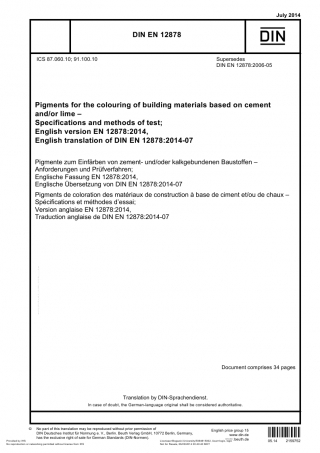 July 2014
DIN EN 12878
DIN
ICS 87.060.10; 91.100.10
Supersedes
DIN EN 12878:2006-05
Pigments for the colouring of building materials based on cement
and/or lime –
Specifications and methods of test;
English version EN 12878:2014,
English translation of DIN EN 12878:2014-07
Pigmente zum Einfärben von zement- und/oder kalkgebundenen Baustoffen –
Anforderungen und Prüfverfahren;
Englische Fassung EN 12878:2014,
Englische Übersetzung von DIN EN 12878:2014-07
Pigments de coloration des matériaux de construction à base de ciment et/ou de chaux –
Spécifications et méthodes d'essai;
Version anglaise EN 12878:2014,
Traduction anglaise de DIN EN 12878:2014-07
Document comprises 34 pages
Translation by DIN-Sprachendienst.
In case of doubt, the German-language original shall be considered authoritative.
© No part of this translation may be reproduced without prior permission of
DIN Deutsches Institut für Normung e. V., Berlin. Beuth Verlag GmbH, 10772 Berlin, Germany,
has the exclusive right of sale for German Standards (DIN-Normen).
English price group 15
www.din.de
www.beuth.de